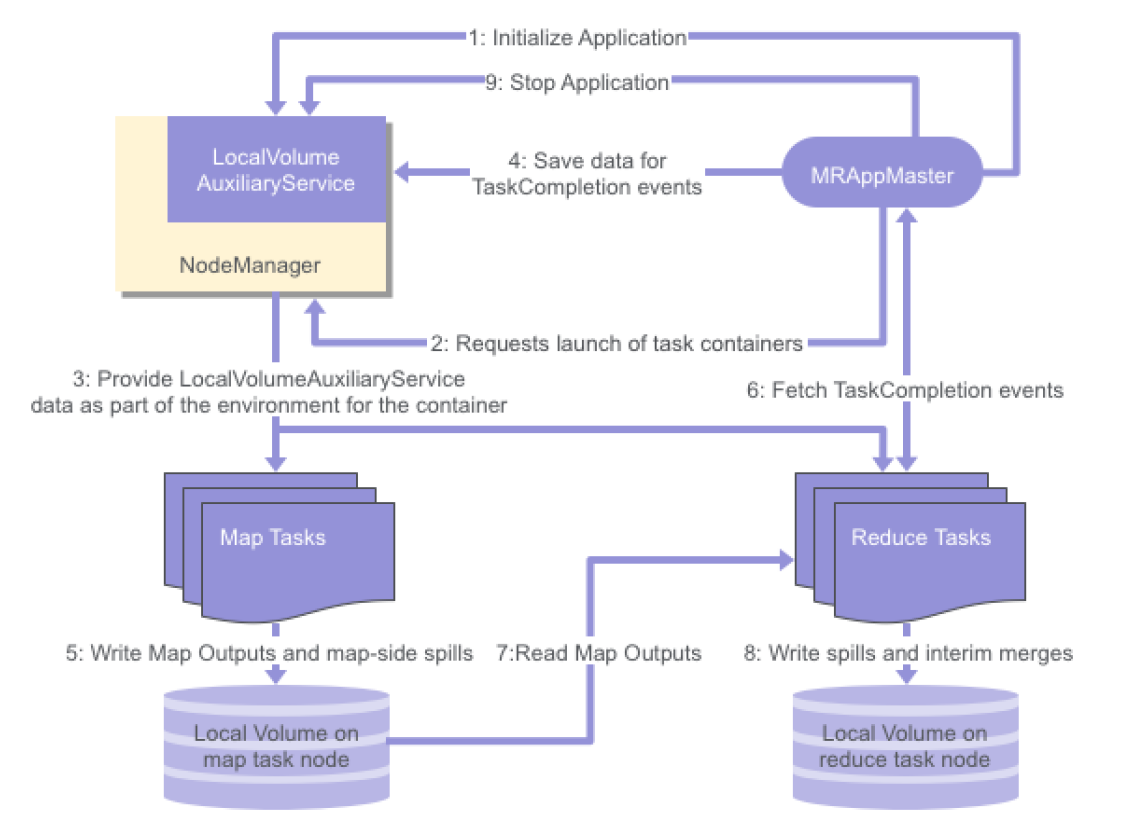 1: Initialize Application
9: Stop Application
LocalVolume
AuxiliaryService
4: Save data for
TaskCompletion events
MRAppMaster
NodeManager
2: Requests launch of task containers
3: Provide LocalVolumeAuxiliaryService
data as part of the environment for the container
6: Fetch TaskCompletion events
Map Tasks
Reduce Tasks
5: Write Map Outputs and map-side spills
7:Read Map Outputs
8: Write spills and interim merges
Local Volume on
map task node
Local Volume on
reduce task node